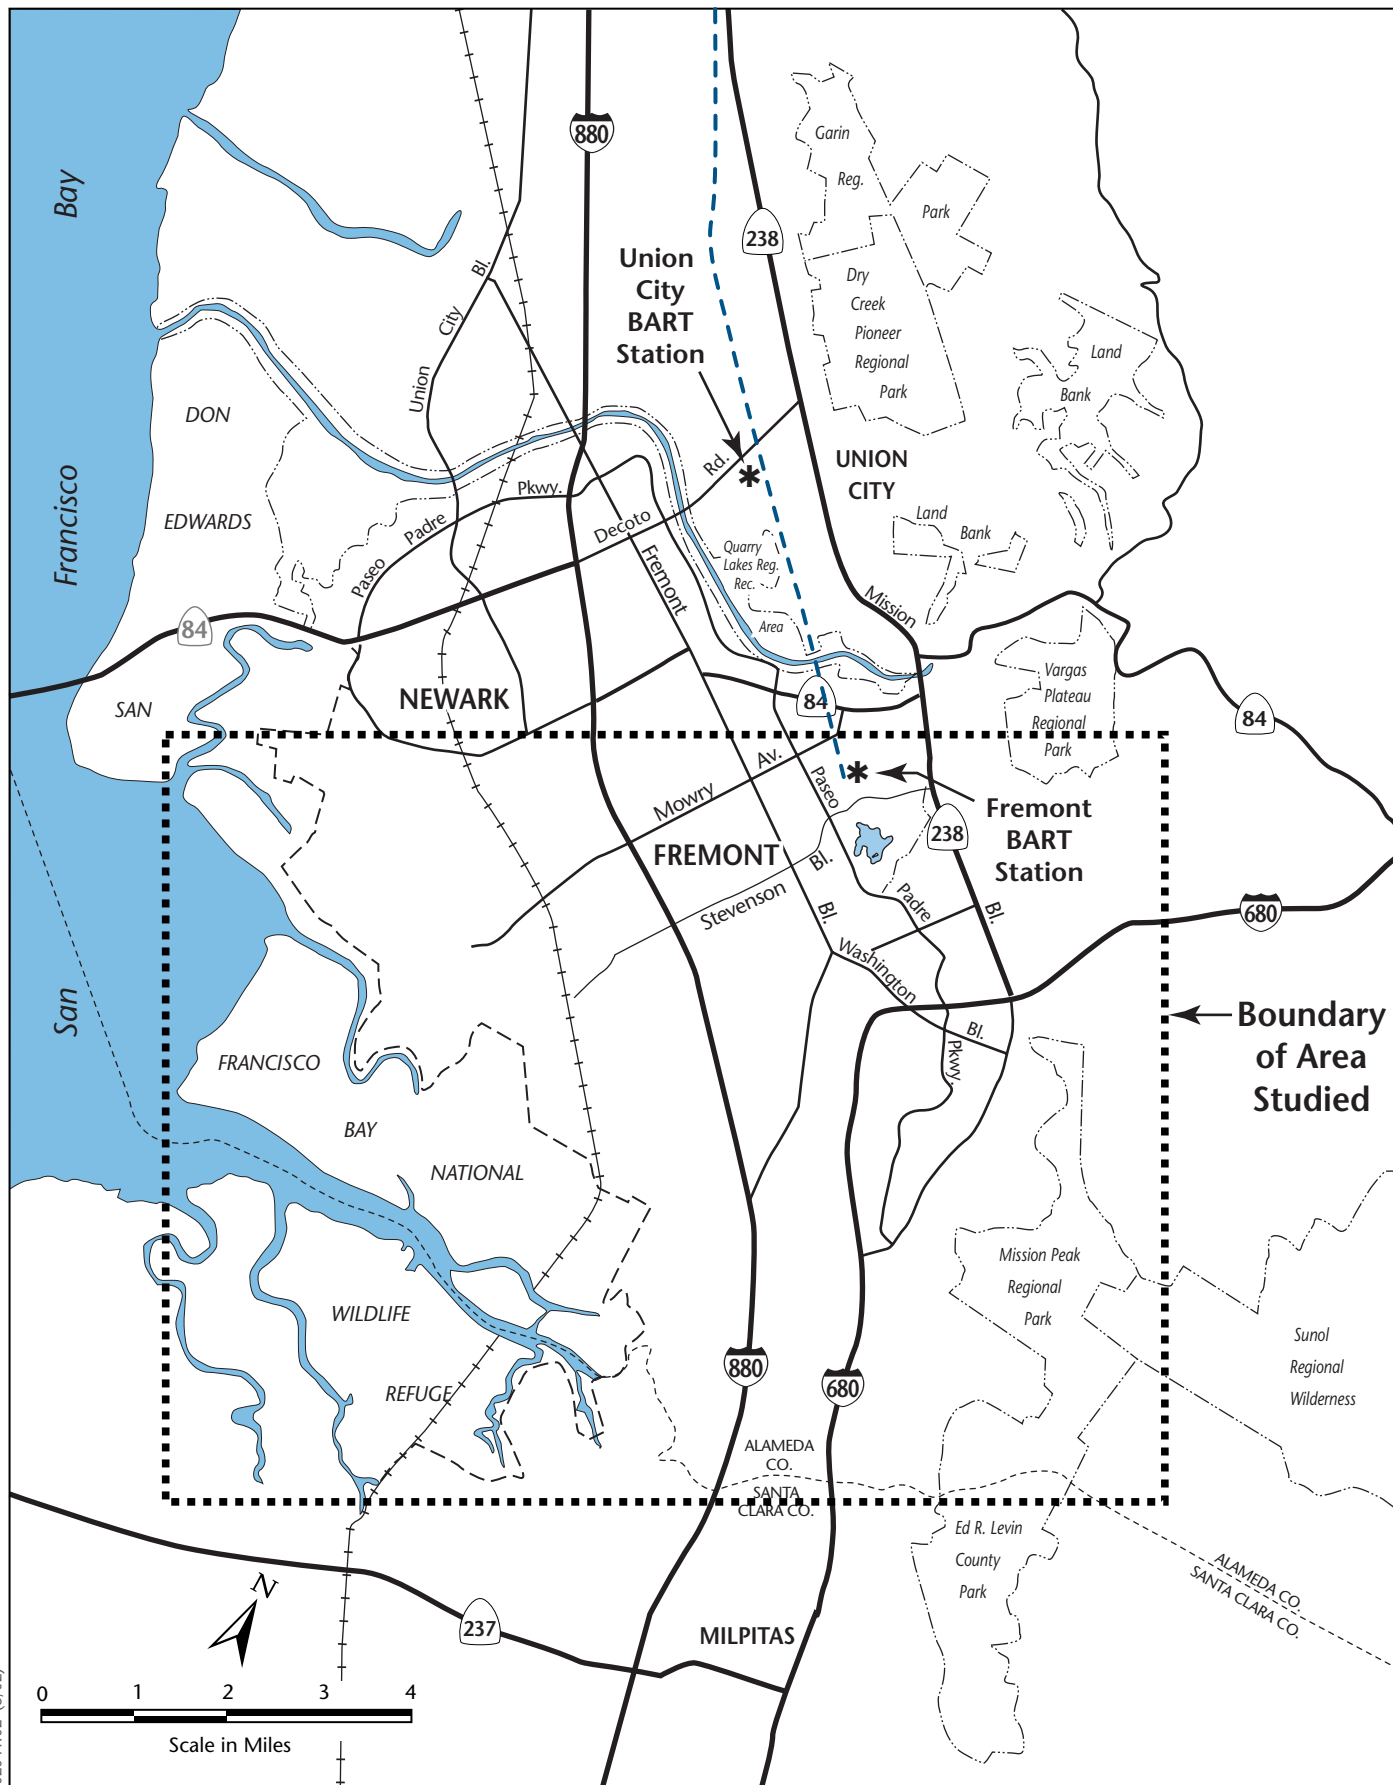 880
Garin
Reg.
Park
Bay
238
Union
City
BART
Station
Bl.
City
Union
Dry
Creek
Pioneer
Regional
Park
Land
Bank
DON
EDWARDS
Francisco
UNION
CITY
Rd.
Pkwy.
Padre
Paseo
Decoto
Fremont
Land
Bank
Quarry
Lakes Reg.
Rec.
Area
Mission
84
SAN
NEWARK
84
Vargas
Plateau
Regional
Park
84
Mowry
Av.
Paseo
Fremont
BART
Station
238
FREMONT
Stevenson
Bl.
Padre
Bl.
Bl.
680
Washington
Bl.
Pkwy.
San
Boundary
of Area
Studied
FRANCISCO
BAY
NATIONAL
WILDLIFE
REFUGE
Mission Peak
Regional
Park
Sunol
Regional
Wilderness
880
680
ALAMEDA
CO.
SANTA
CLARA CO.
Ed R. Levin
County
Park
ALAMEDA CO.
SANTA CLARA CO.
N
237
MILPITAS
0 1 2 3 4
Scale in Miles